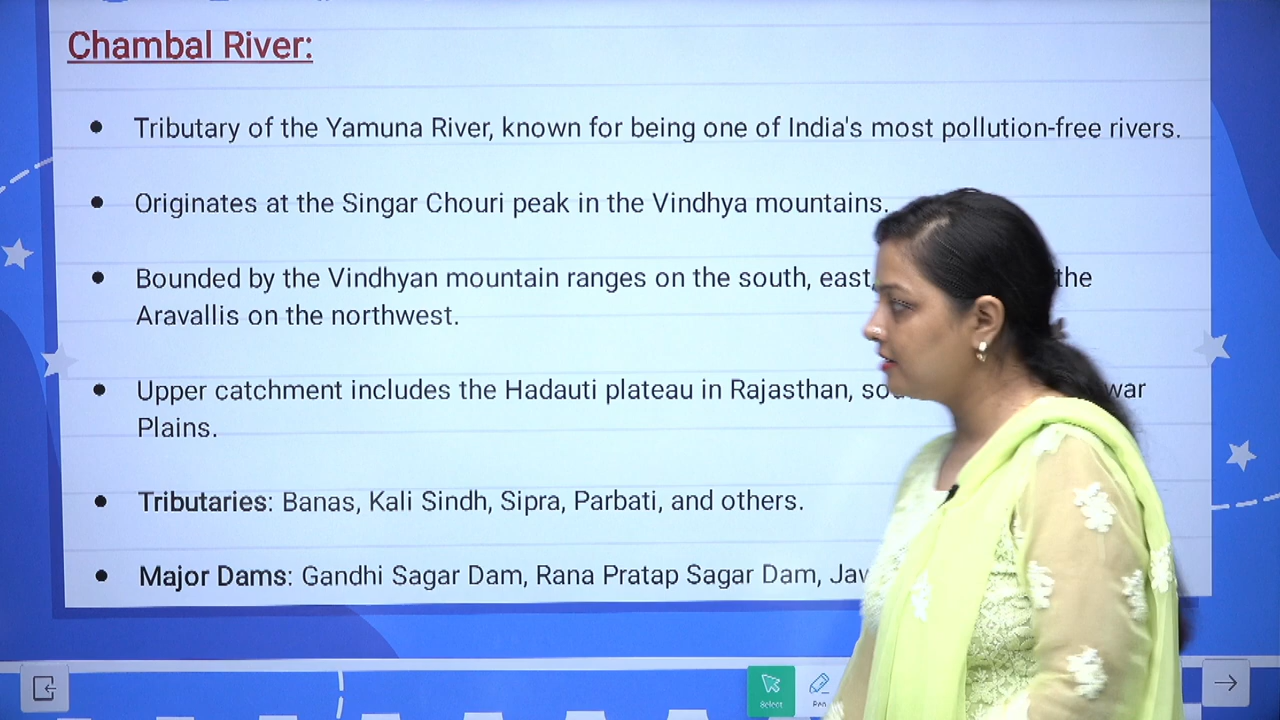 Chambal River:
• Tributary of the Yamuna River, known for being one of India's most pollution-free rivers.
• Originates at the Singar Chouri peak in the Vindhya mountains.
• Bounded by the Vindhyan mountain ranges on the south, east, the
Aravallis on the northwest.
• Upper catchment includes the Hadauti plateau in Rajasthan,
Plains.
• Tributaries: Banas, Kali Sindh, Sipra, Parbati, and others.
• Major Dams: Gandhi Sagar Dam, Rana Pratap Sagar Dam,
Select
Pen